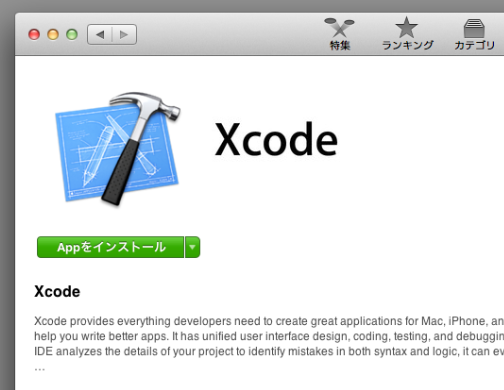 特集 ランキング カテゴリ
Xcode
Appをインストール
Xcode
Xcode provides everything developers need to create great applications for Mac, iPhone, an
help you write better apps. It has unified user interface design, coding, testing, and debuggin
IDE analyzes the details of your project to identify mistakes in both syntax and logic, it can ev
...